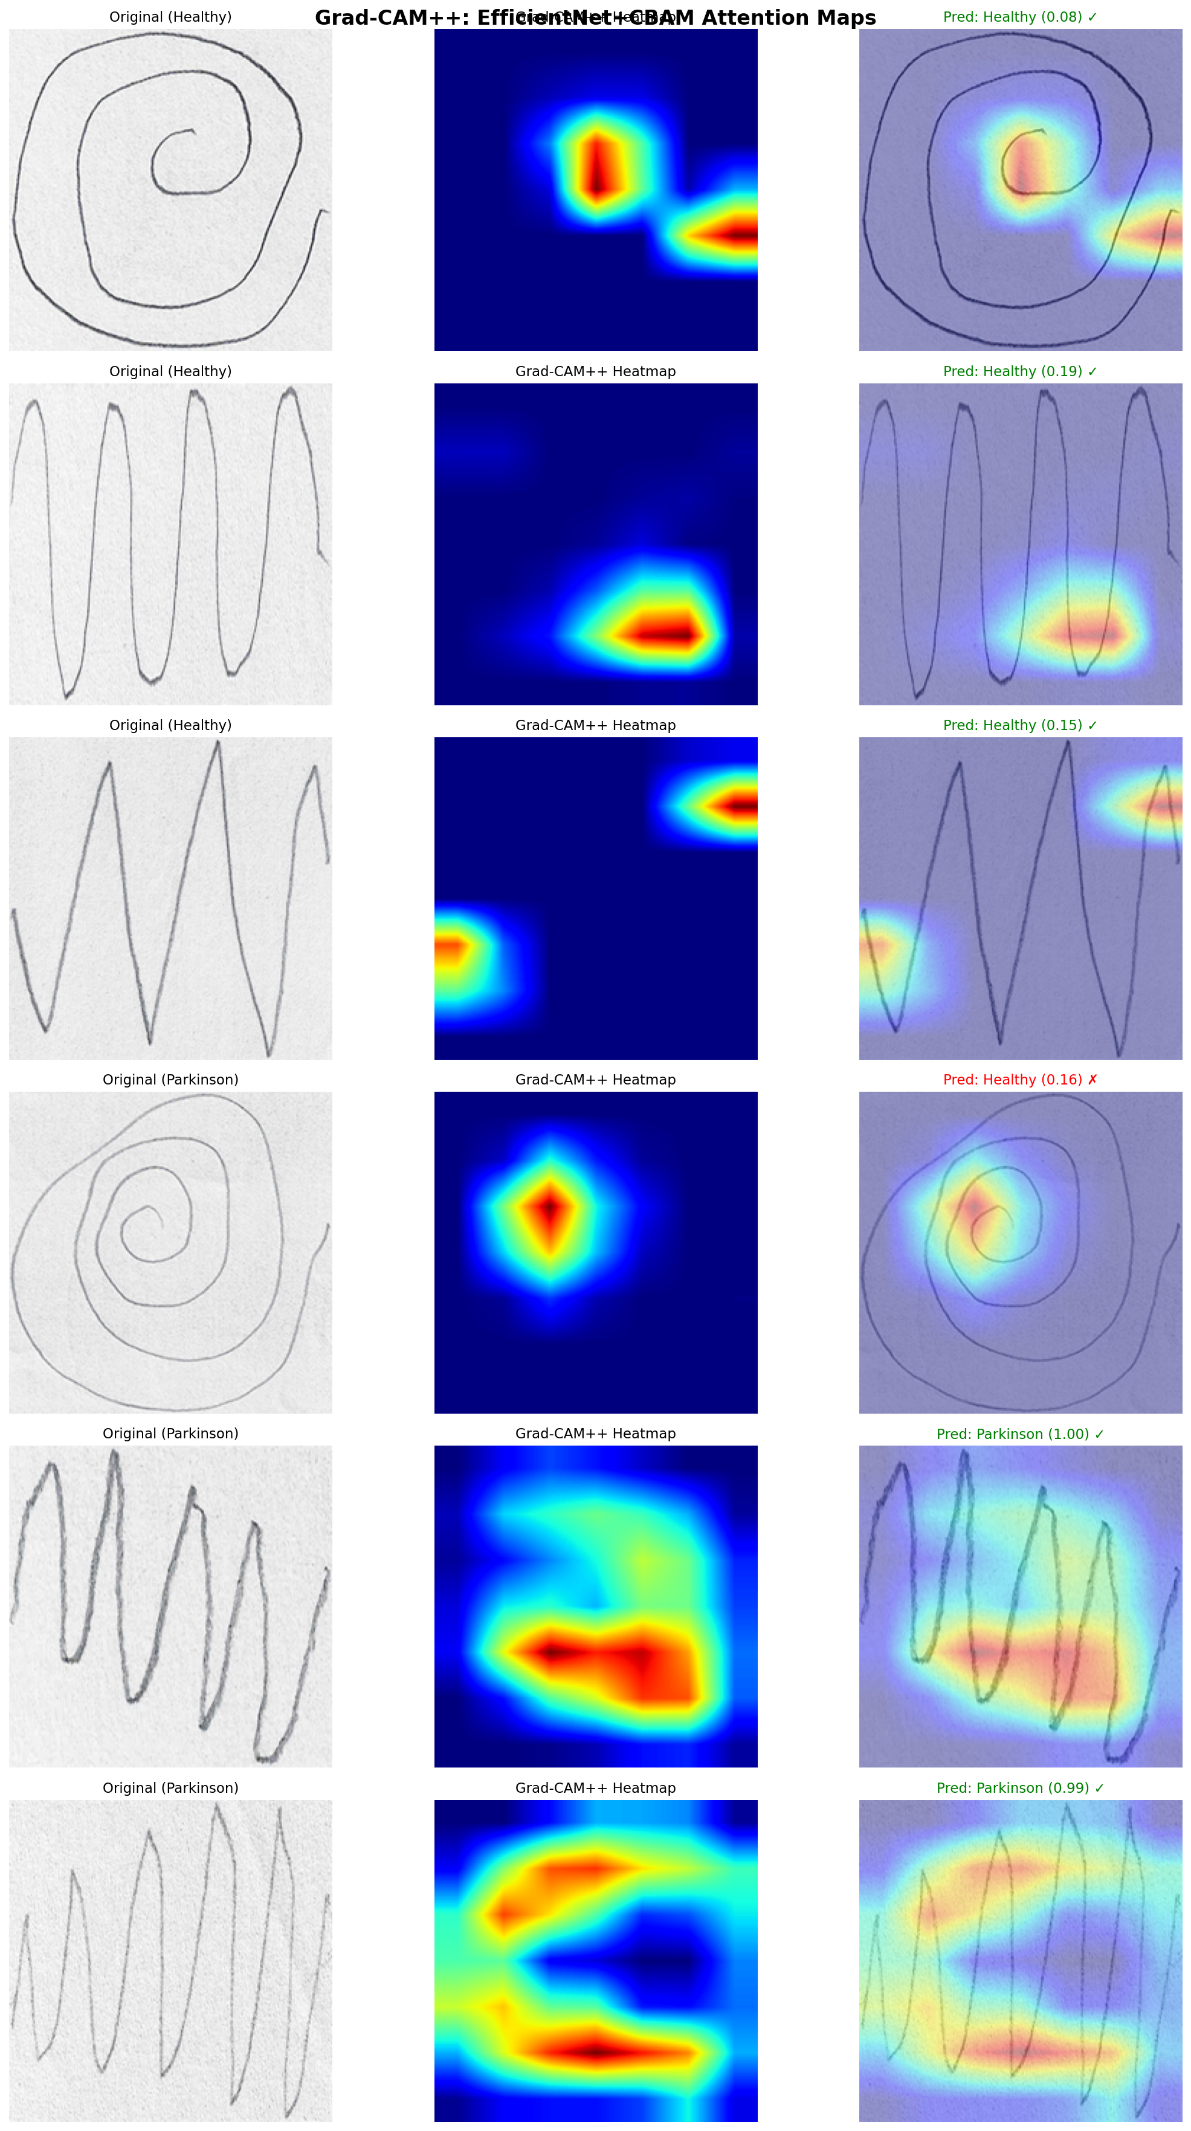 Grad-CAM++: EfficientNet+CBAM Attention Maps
Original (Healthy) Grad-CAM++ Heatmap Pred: Healthy (0.08) ✓
Original (Healthy) Grad-CAM++ Heatmap Pred: Healthy (0.19) ✓
Original (Healthy) Grad-CAM++ Heatmap Pred: Healthy (0.15) ✓
Original (Parkinson) Grad-CAM++ Heatmap Pred: Healthy (0.16) ✗
Original (Parkinson) Grad-CAM++ Heatmap Pred: Parkinson (1.00) ✓
Original (Parkinson) Grad-CAM++ Heatmap Pred: Parkinson (0.99) ✓